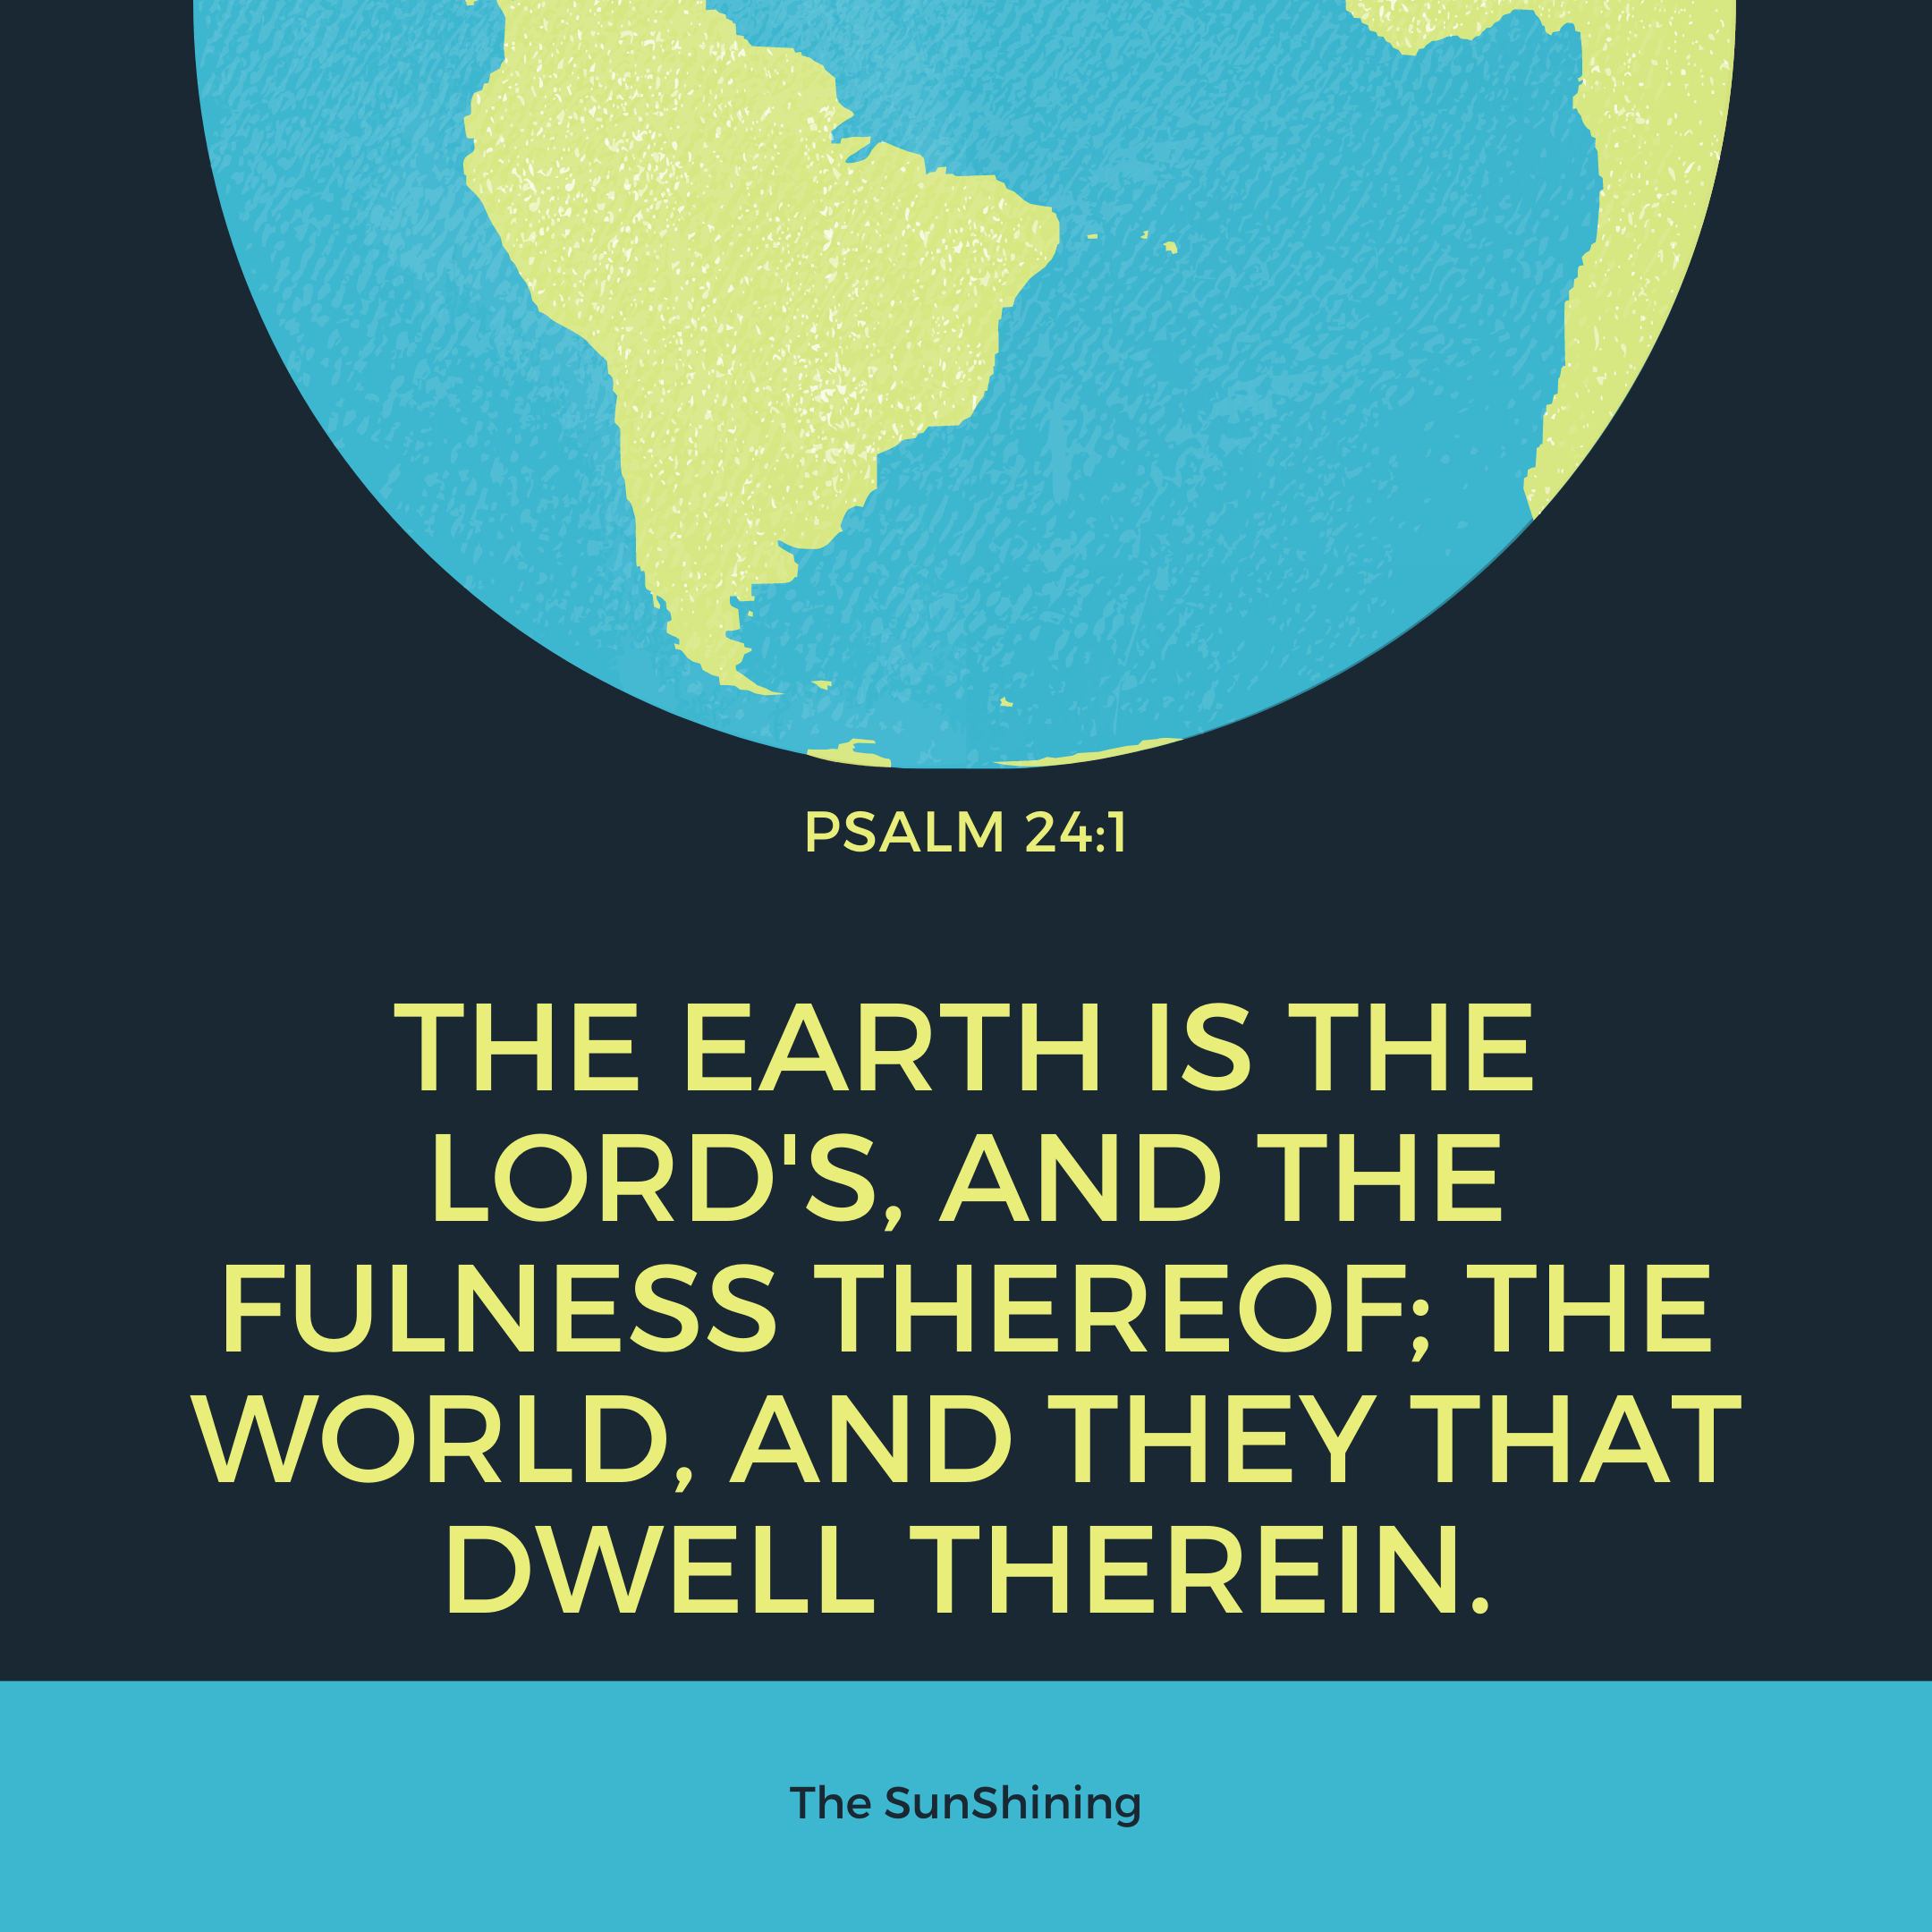 PSALM 24:1
THE EARTH IS THE
LORD'S, AND THE
FULNESS THEREOF; THE
WORLD, AND THEY THAT
DWELL THEREIN.
The SunShining